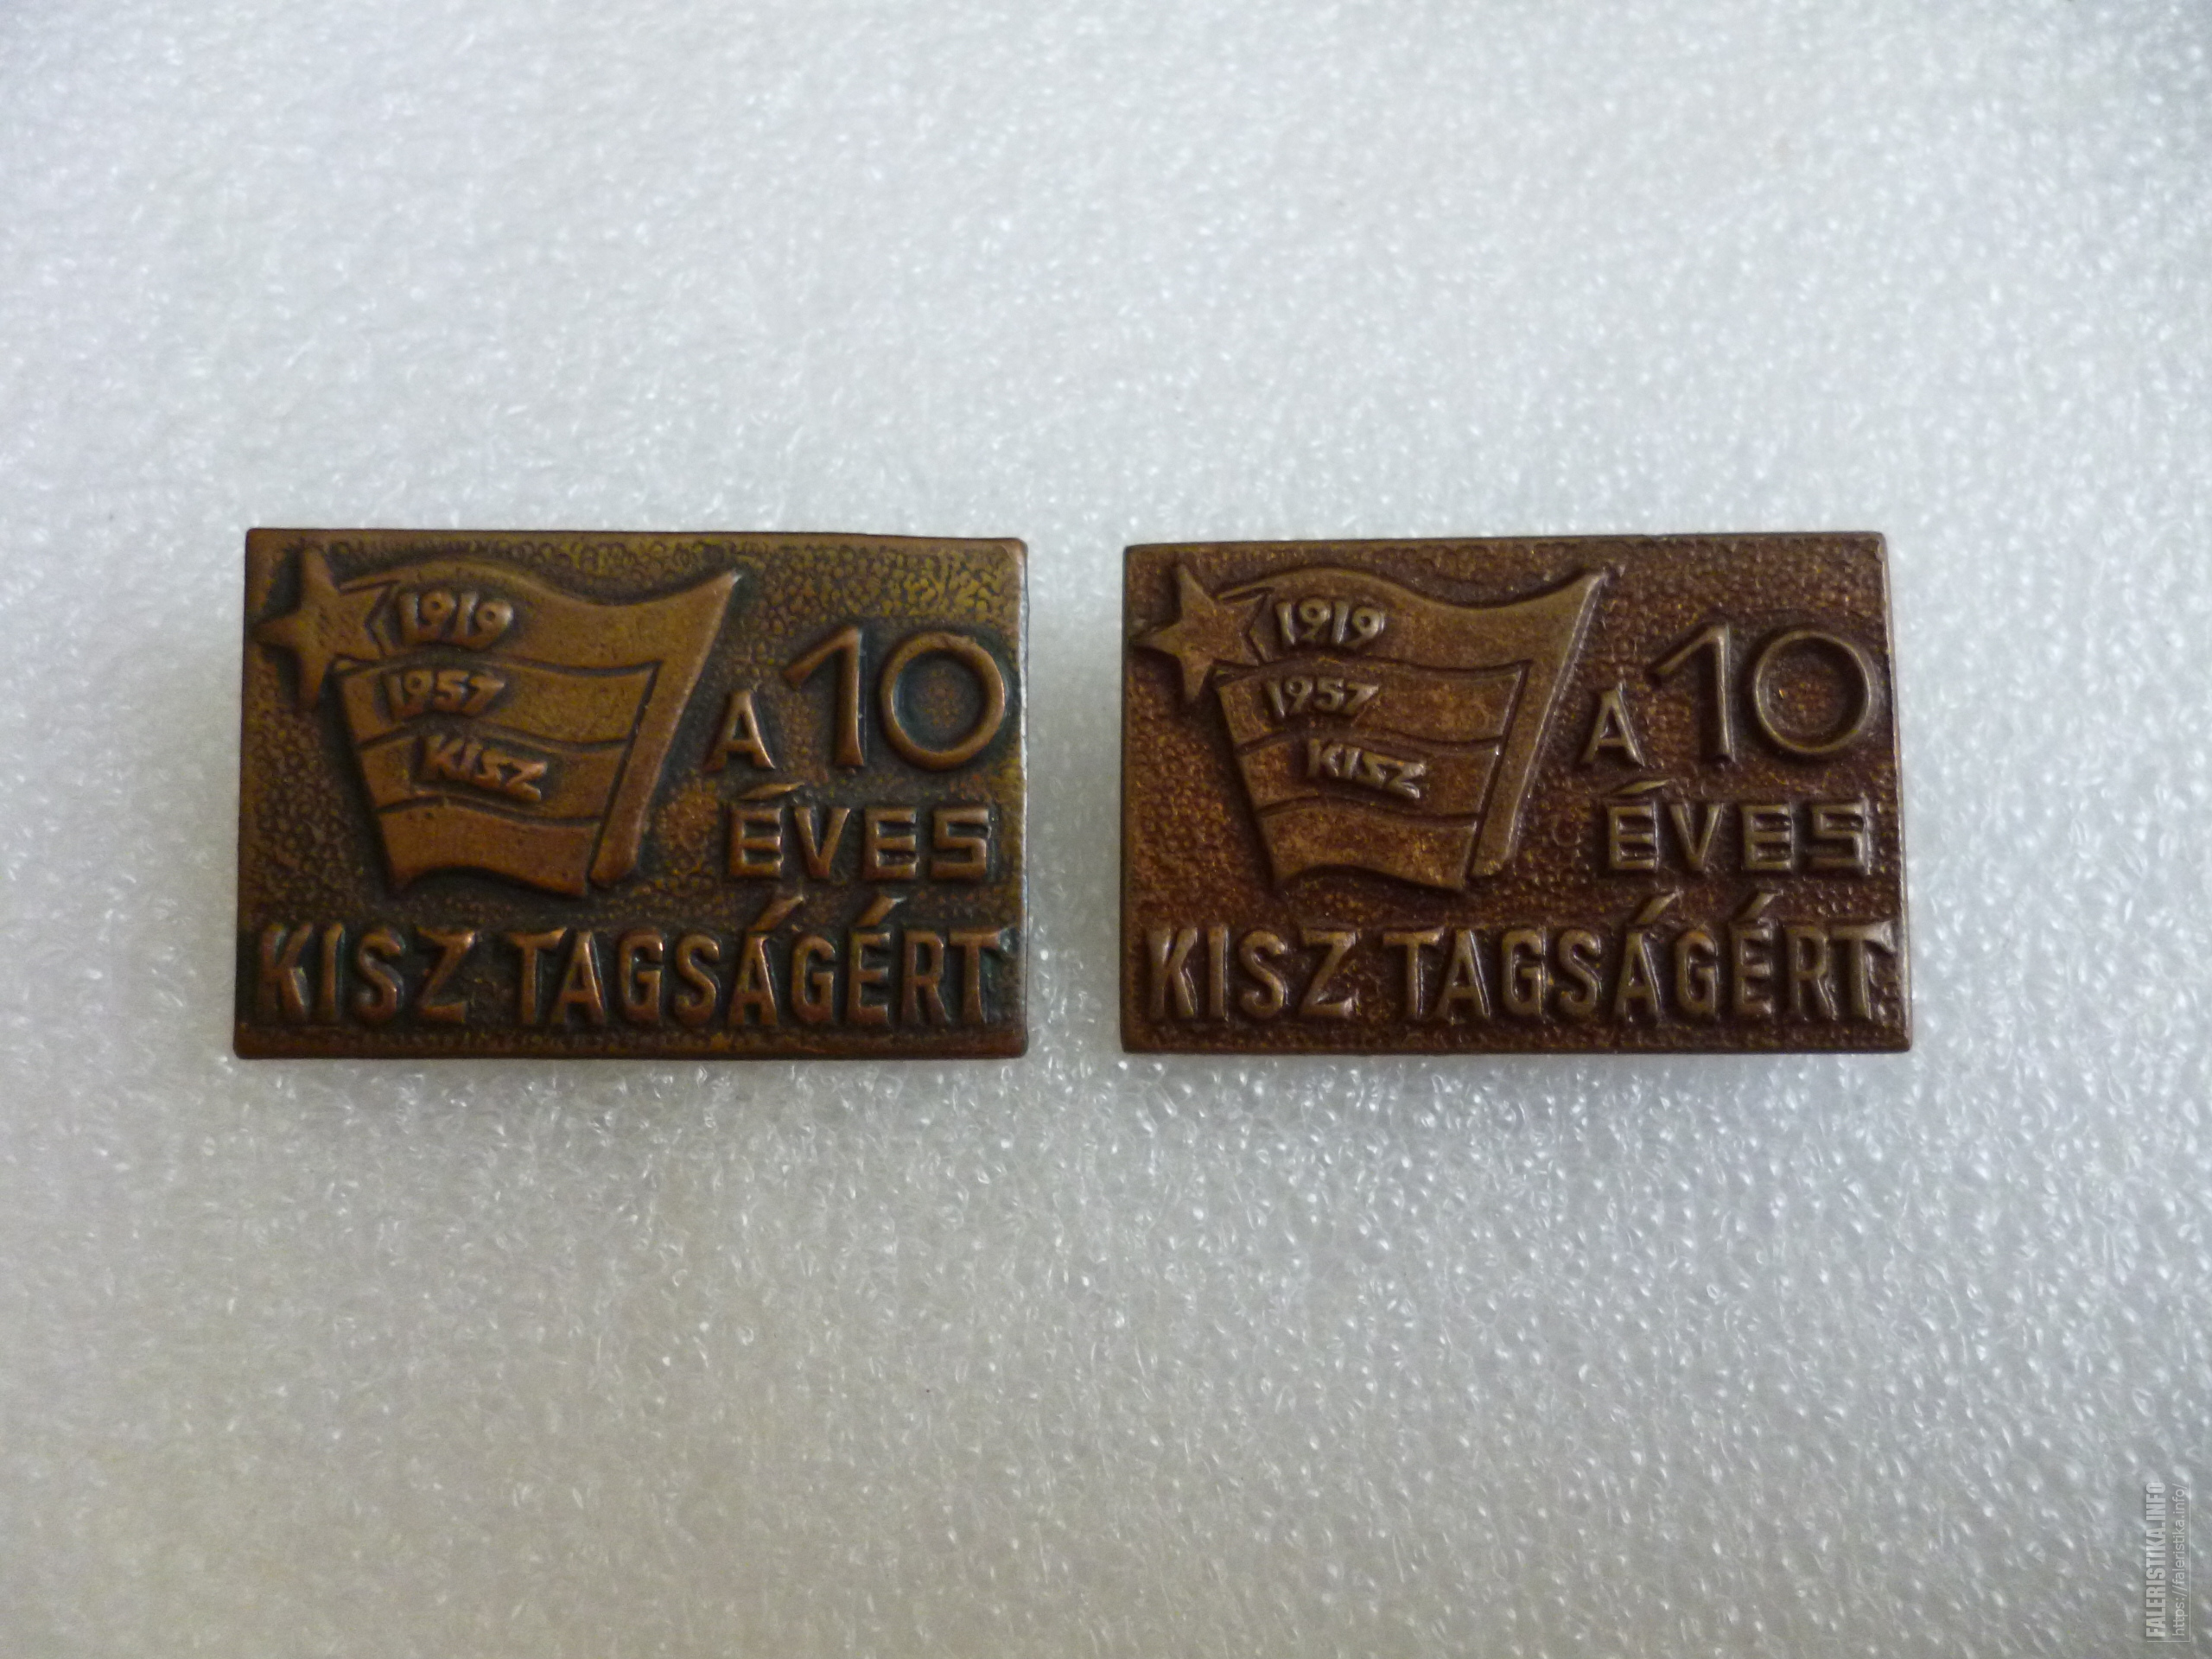 1919
1957
KISZ
A 10
ÉVES
KISZ TAGSÁGÉRT
1919
1957
KISZ
A 10
ÉVES
KISZ TAGSÁGÉRT
FALERISTIKA.INFO
https://faleristika.info/